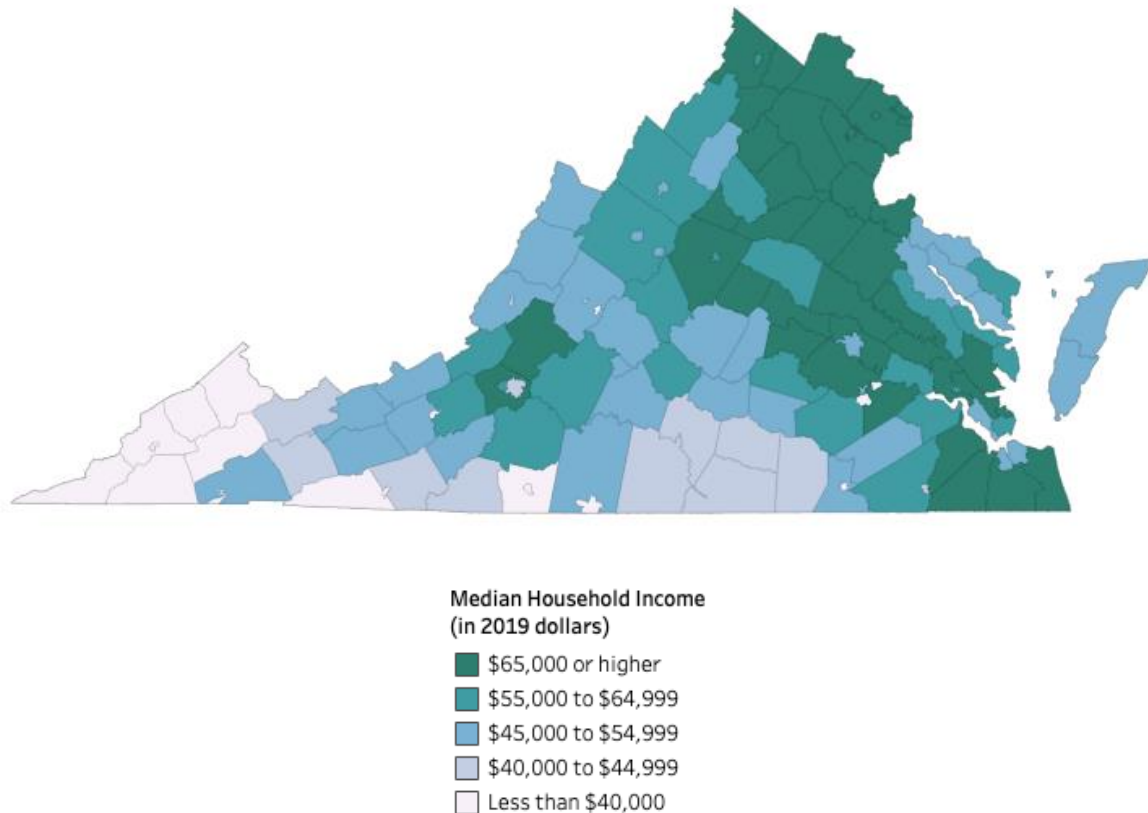 Median Household Income
(in 2019 dollars)
$65,000 or higher
$55,000 to $64,999
$45,000 to $54,999
$40,000 to $44,999
Less than $40,000